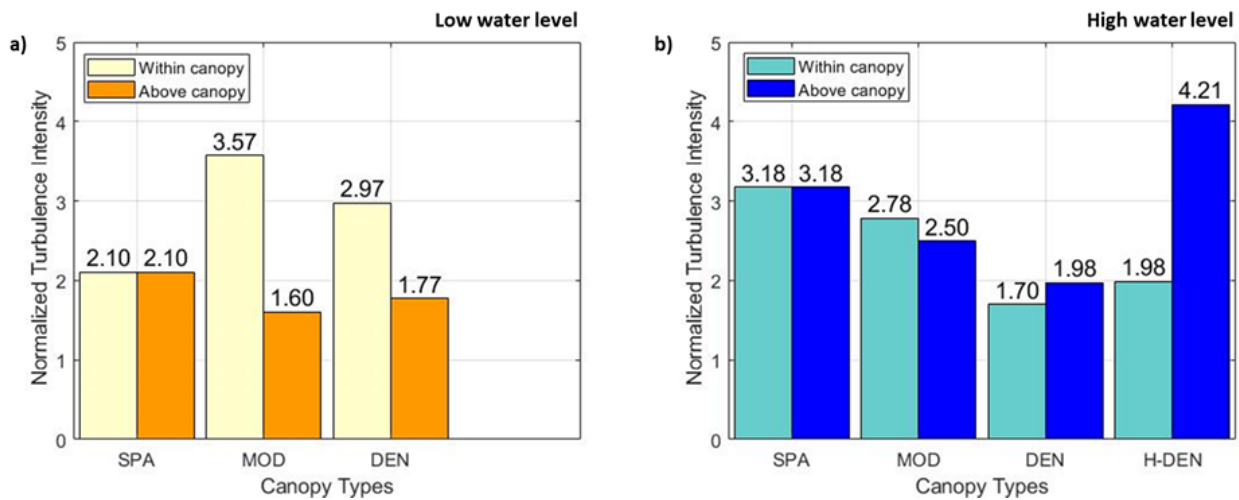 Low water level
a)
Within canopy
Above canopy
Normalized Turbulence Intensity
5
4
3
2
1
0
2.10
2.10
3.57
1.60
2.97
1.77
SPA
MOD
DEN
Canopy Types
High water level
b)
Within canopy
Above canopy
Normalized Turbulence Intensity
5
4
3
2
1
0
3.18
3.18
2.78
2.50
1.70
1.98
1.98
4.21
SPA
MOD
DEN
H-DEN
Canopy Types